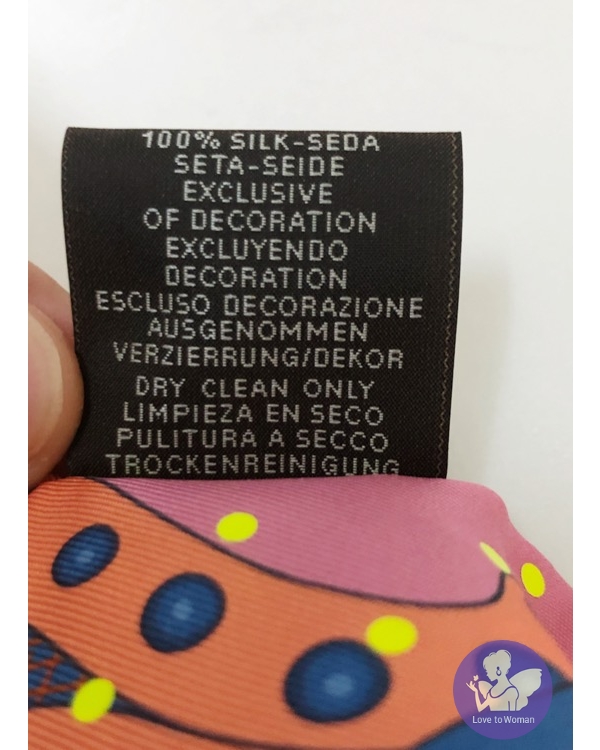 100% SILK-SEDA
SETA-SEIDE
EXCLUSIVE
OF DECORATION
EXCLUYENDO
DECORATION
ESCLUSO DECORAZIONE
AUSGENOMMEN
VERZIERRUNG/DEKOR
DRY CLEAN ONLY
LIMPIEZA EN SECO
PULITURA A SECCO
TROCKENREINIGUNG
Love to Woman